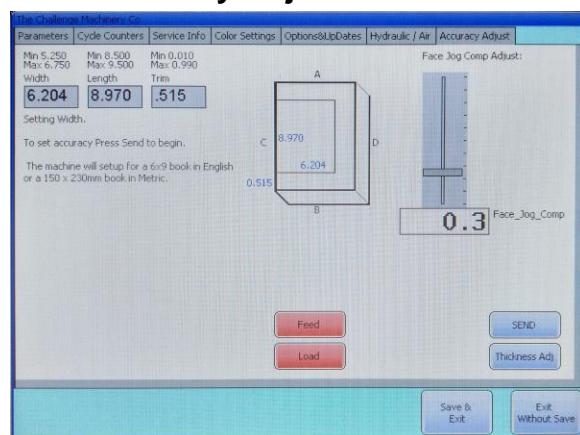 The Challenge Machinery Co
Parameters Cycle Counters Service Info Color Settings Options&UpDates Hydraulic / Air Accuracy Adjust
Min 5.250 Min 8.500 Min 0.010
Max 6.750 Max 9.500 Max 0.990
Width Length Trim
6.204 8.970 .515
Setting Width.
To set accuracy Press Send to begin.
The machine will setup for a 6x9 book in English
or a 150 x 230mm book in Metric.
A
C 8.970 D
6.204
0.515
B
Face Jog Comp Adjust:
0.3 Face_Jog_Comp
Feed SEND
Load Thickness Adj
Save & Exit
Exit Without Save